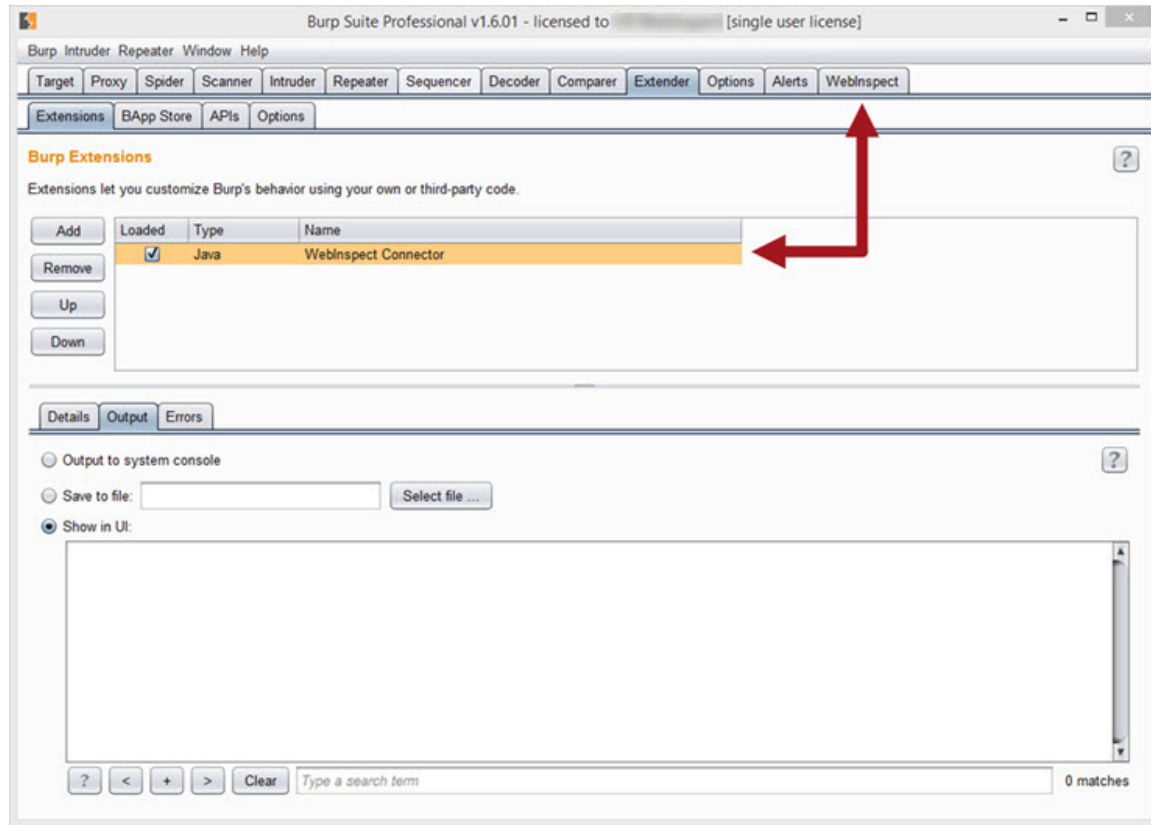 Burp Suite Professional v1.6.01 - licensed to [single user license]
Burp Intruder Repeater Window Help
Target Proxy Spider Scanner Intruder Repeater Sequencer Decoder Comparer Extender Options Alerts WebInspect
Extensions BApp Store APIs Options
Burp Extensions
?
Extensions let you customize Burp's behavior using your own or third-party code.
Add Loaded Type Name
Java WebInspect Connector
Remove
Up
Down
Details Output Errors
Output to system console
?
Save to file: Select file ...
Show in UI:
? < + > Clear Type a search term 0 matches